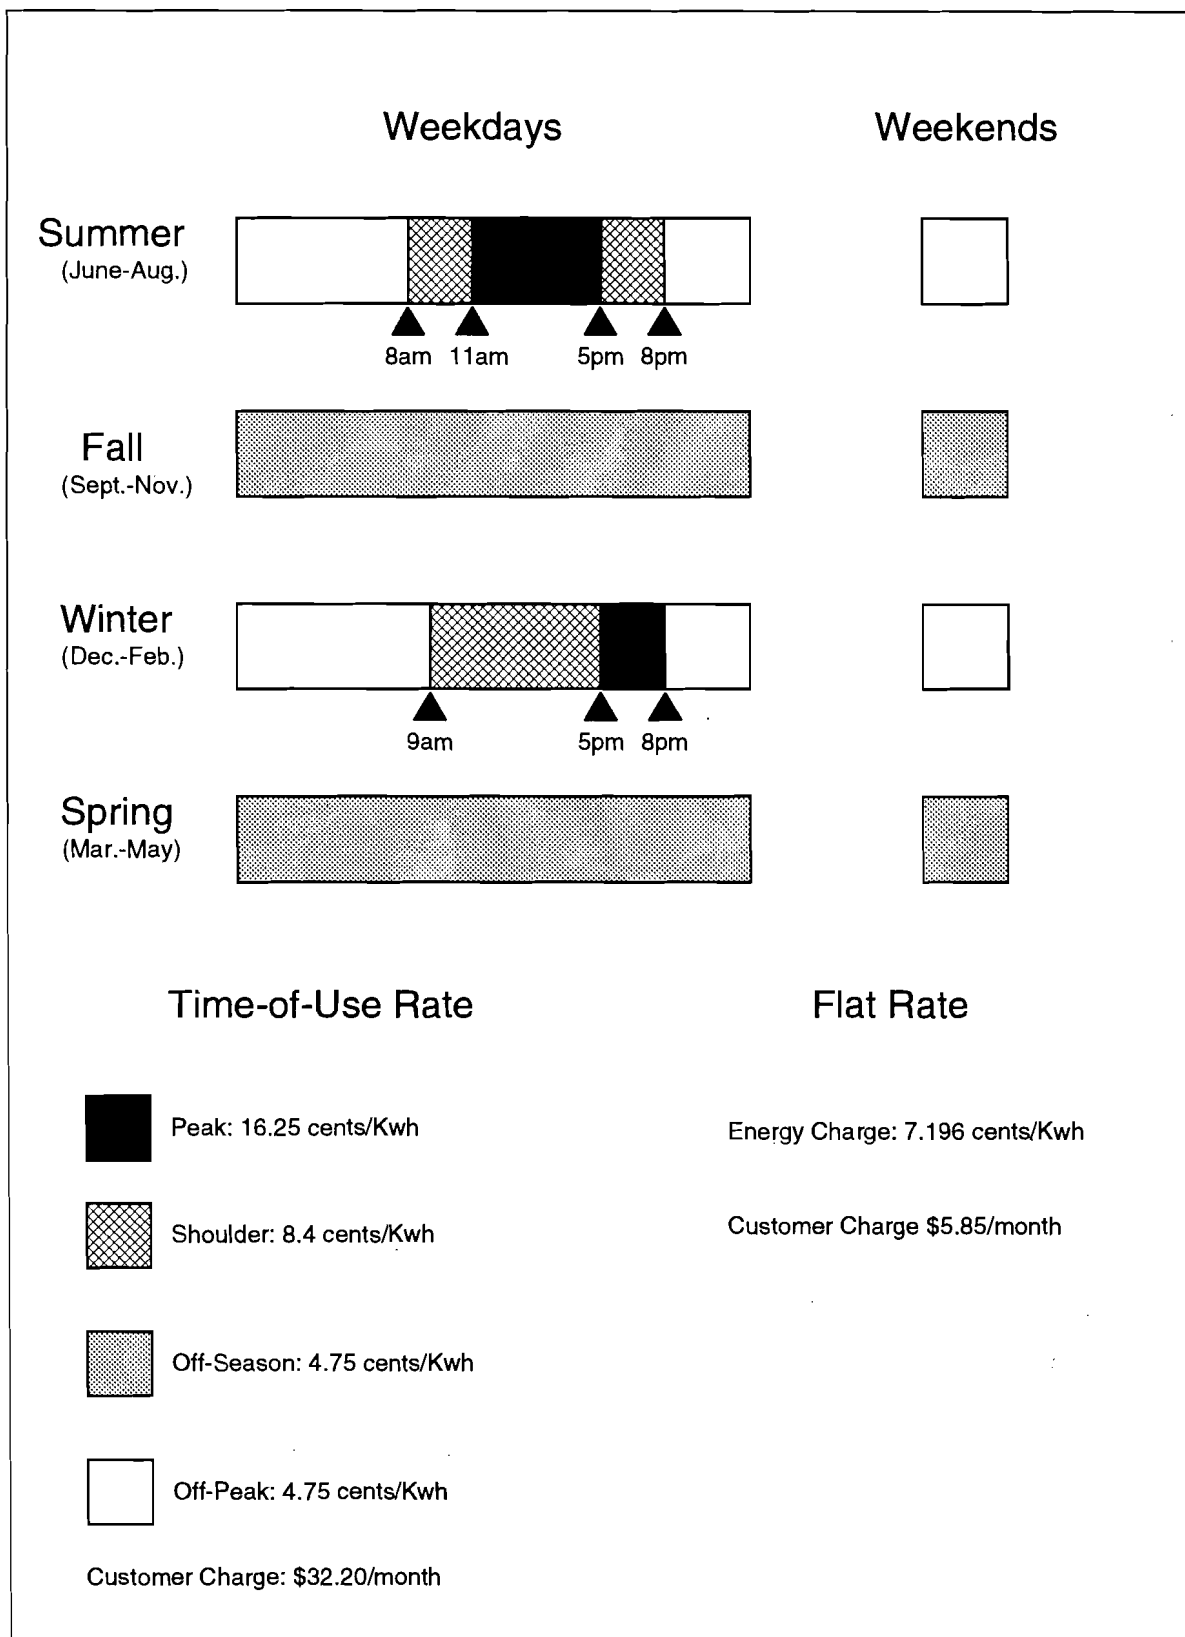 Weekdays
Weekends
Summer
(June-Aug.)
8am
11am
5pm
8pm
Fall
(Sept.-Nov.)
Winter
(Dec.-Feb.)
9am
5pm
8pm
Spring
(Mar.-May)
Time-of-Use Rate
Flat Rate
Peak: 16.25 cents/Kwh
Energy Charge: 7.196 cents/Kwh
Shoulder: 8.4 cents/Kwh
Customer Charge $5.85/month
Off-Season: 4.75 cents/Kwh
Off-Peak: 4.75 cents/Kwh
Customer Charge: $32.20/month